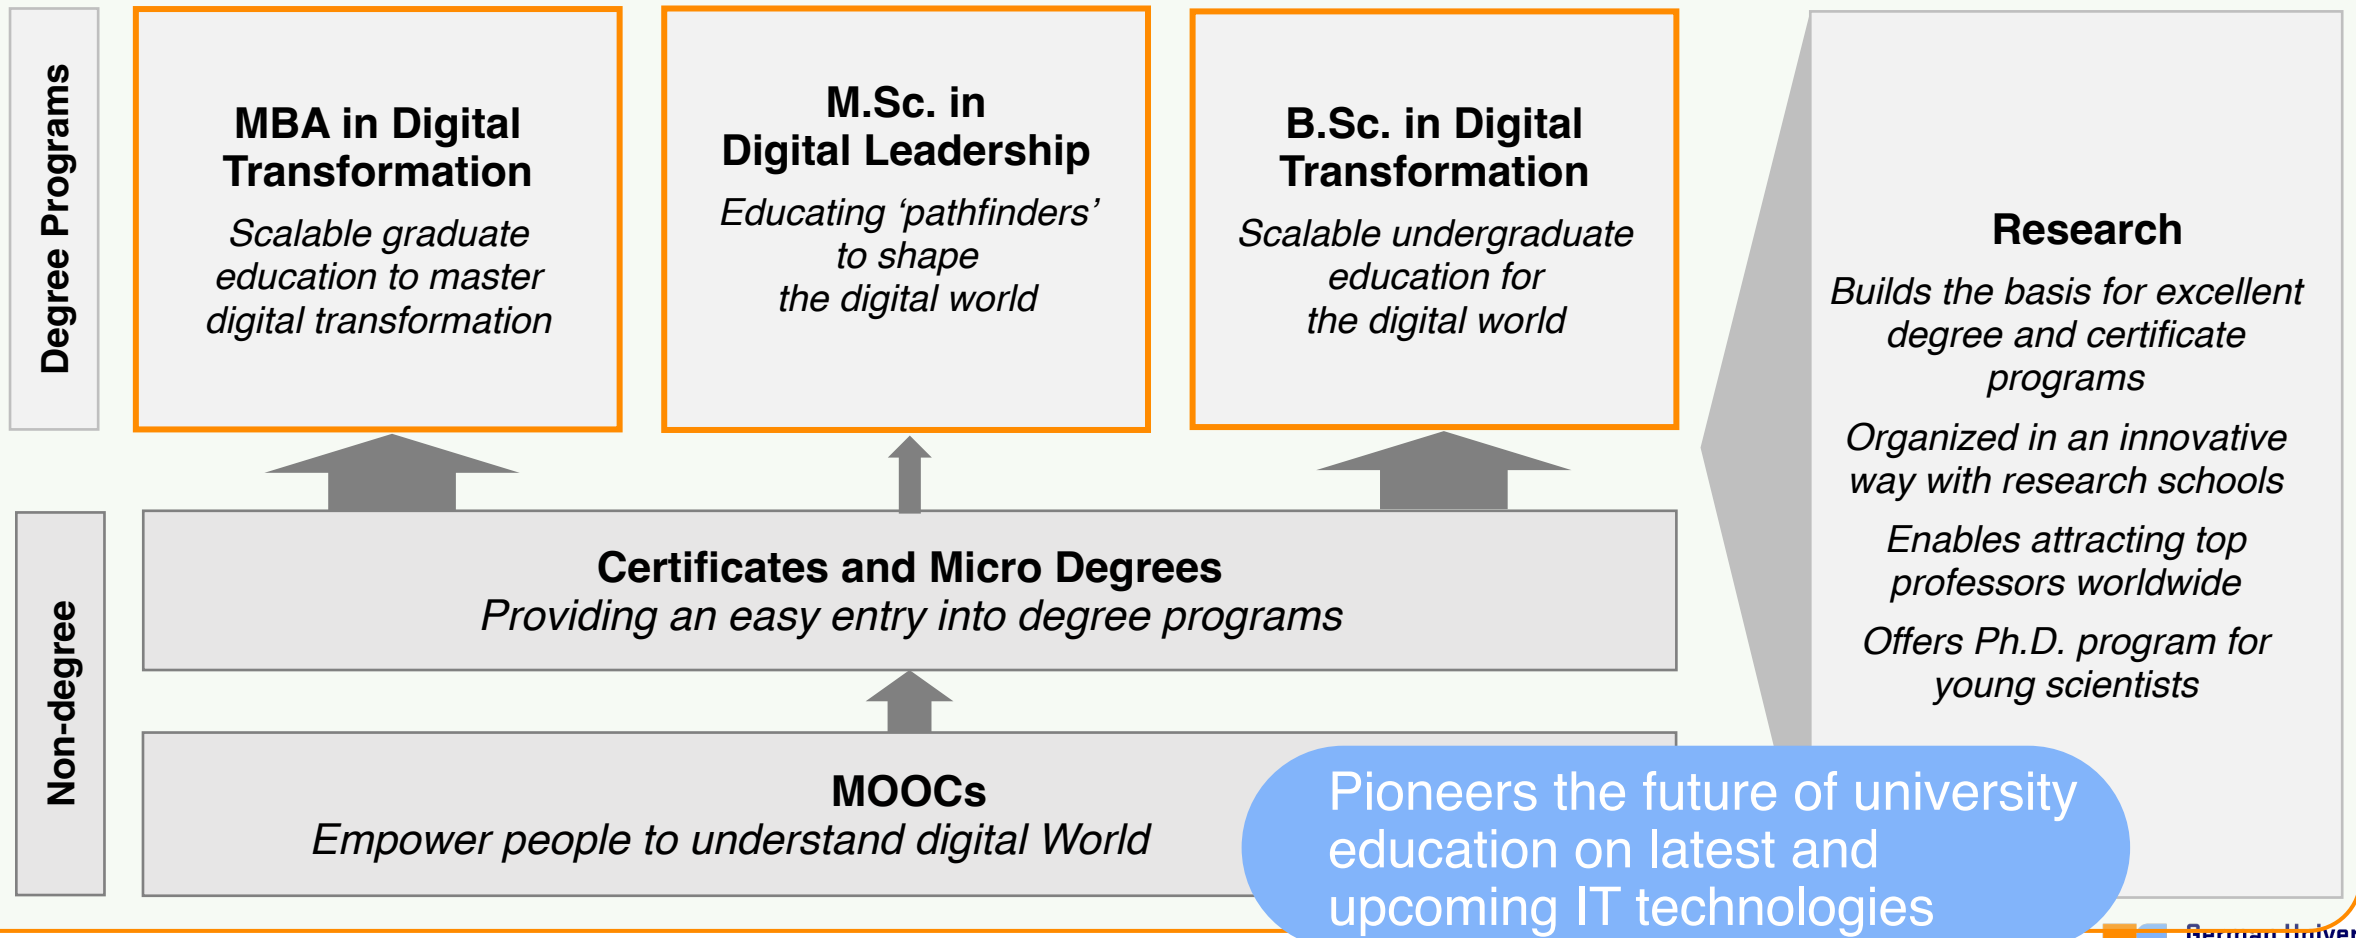 Degree Programs
MBA in Digital
Transformation
Scalable graduate
education to master
digital transformation
M.Sc. in
Digital Leadership
Educating ‘pathfinders’
to shape
the digital world
B.Sc. in Digital
Transformation
Scalable undergraduate
education for
the digital world
Research
Builds the basis for excellent
degree and certificate
programs
Organized in an innovative
way with research schools
Enables attracting top
professors worldwide
Offers Ph.D. program for
young scientists
Non-degree
Certificates and Micro Degrees
Providing an easy entry into degree programs
MOOCs
Empower people to understand digital World
Pioneers the future of university
education on latest and
upcoming IT technologies
German